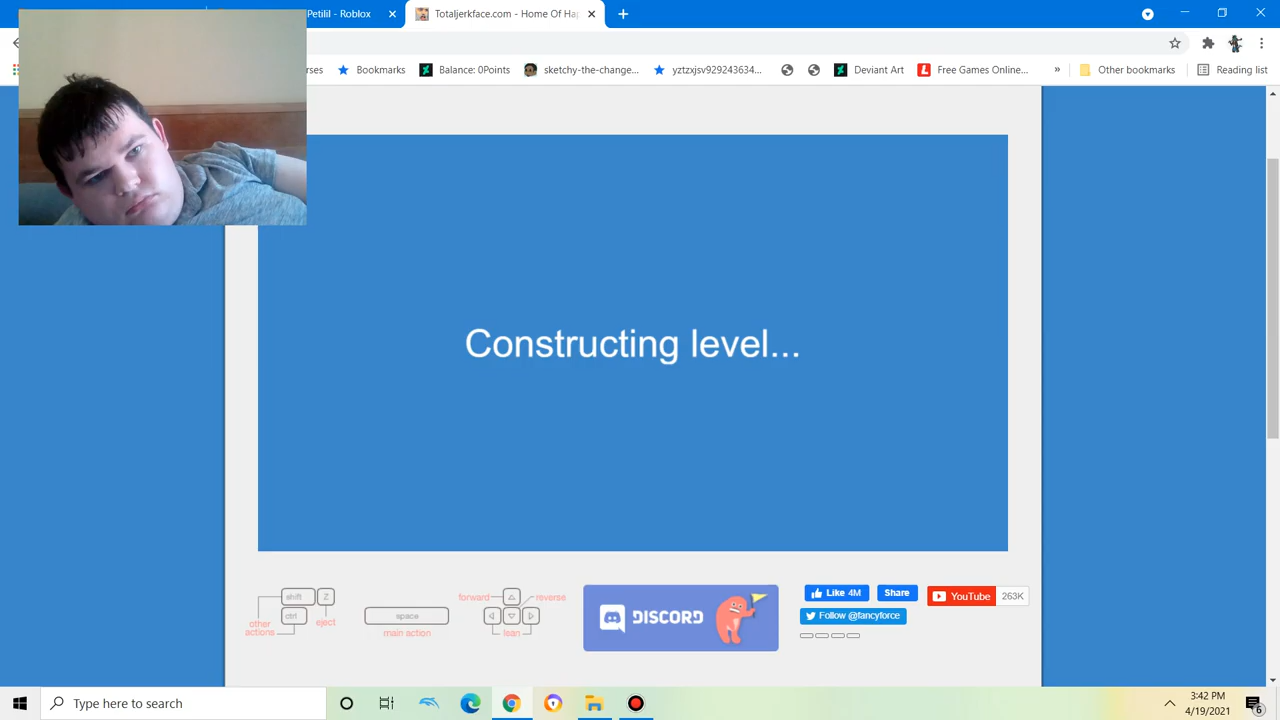 Petilil - Roblox
Totaljerkface.com - Home Of Ha
Bookmarks
Balance: 0Points
sketchy-the-change...
yztzxjsv929243634...
Deviant Art
Free Games Online...
»
Other bookmarks
Reading list
Constructing level...
shift
Z
ctrl
other actions
eject
space
main action
forward
reverse
lean
DISCORD
Like 4M
Share
YouTube
263K
Follow @fancyforce
Type here to search
3:42 PM
4/19/2021
6